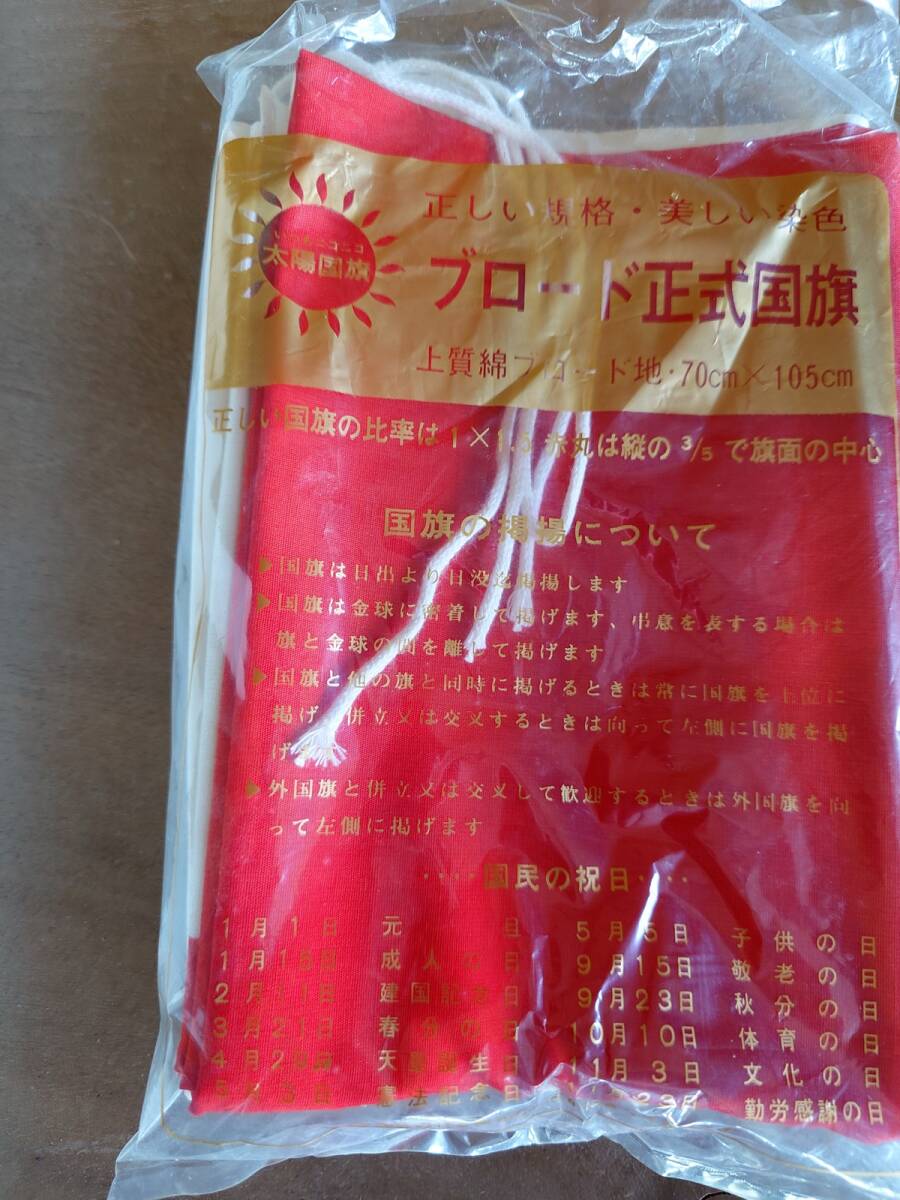 正しい規格・美しい染色
太陽国旗
ブロード正式国旗
上質綿ブロード地・70cm×105cm
正しい国旗の比率は1×1.5 赤丸は縦の3/5で旗面の中心
国旗の掲揚について
▶国旗は日出より日没迄掲揚します
▶国旗は金球に密着して掲げます、弔意を表する場合は
旗と金球の間を離して掲げます
▶国旗と他の旗と同時に掲げるときは常に国旗を上位に
掲げ 併立又は交叉するときは向って左側に国旗を掲
げます
▶外国旗と併立又は交叉して歓迎するときは外国旗を向
って左側に掲げます
‥‥国民の祝日‥‥
1月1日 元日 5月5日 子供の日
1月15日 成人の日 9月15日 敬老の日
2月11日 建国記念日 9月23日 秋分の日
3月21日 春分の日 10月10日 体育の日
4月29日 天皇誕生日 11月3日 文化の日
5月3日 憲法記念日 23日 勤労感謝の日